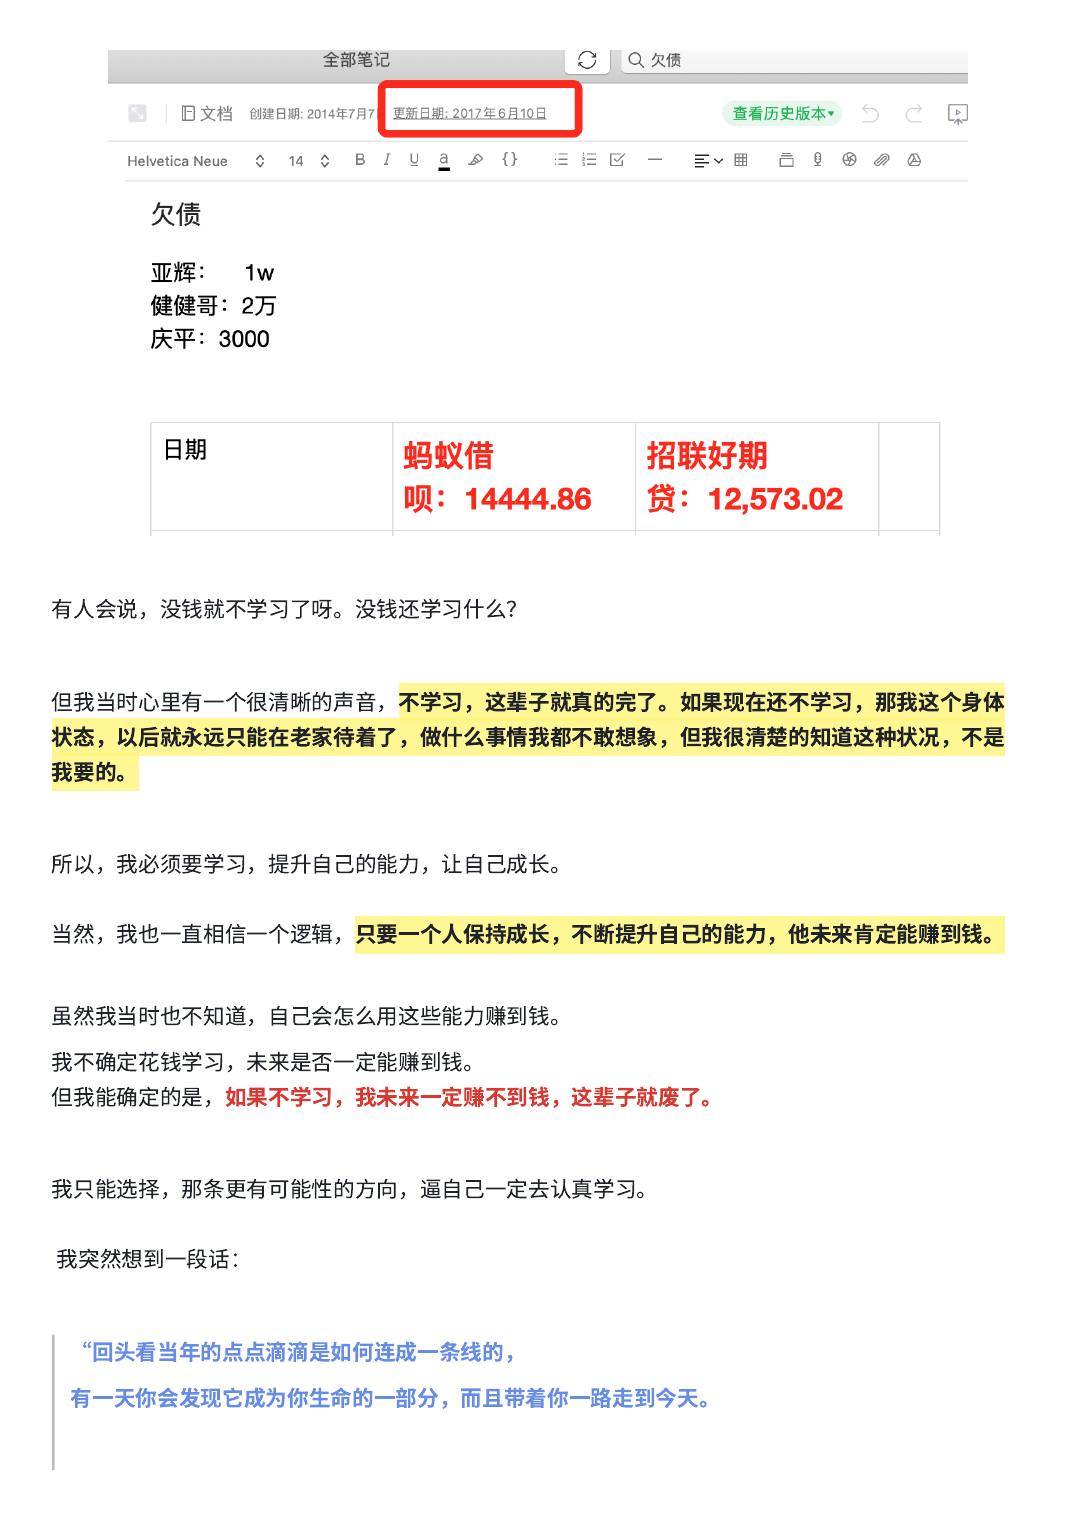 全部笔记
欠债
文档 创建日期: 2014年7月7 更新日期: 2017年6月10日 查看历史版本
Helvetica Neue 14 B I U a {}
欠债
亚辉： 1w
健健哥：2万
庆平：3000
日期
蚂蚁借
呗：14444.86
招联好期
贷：12,573.02
有人会说，没钱就不学习了呀。没钱还学习什么？
但我当时心里有一个很清晰的声音，不学习，这辈子就真的完了。如果现在还不学习，那我这个身体
状态，以后就永远只能在老家待着了，做什么事情我都不敢想象，但我很清楚的知道这种状况，不是
我要的。
所以，我必须要学习，提升自己的能力，让自己成长。
当然，我也一直相信一个逻辑，只要一个人保持成长，不断提升自己的能力，他未来肯定能赚到钱。
虽然我当时也不知道，自己会怎么用这些能力赚到钱。
我不确定花钱学习，未来是否一定能赚到钱。
但我能确定的是，如果不学习，我未来一定赚不到钱，这辈子就废了。
我只能选择，那条更有可能性的方向，逼自己一定去认真学习。
我突然想到一段话：
“回头看当年的点点滴滴是如何连成一条线的，
有一天你会发现它成为你生命的一部分，而且带着你一路走到今天。